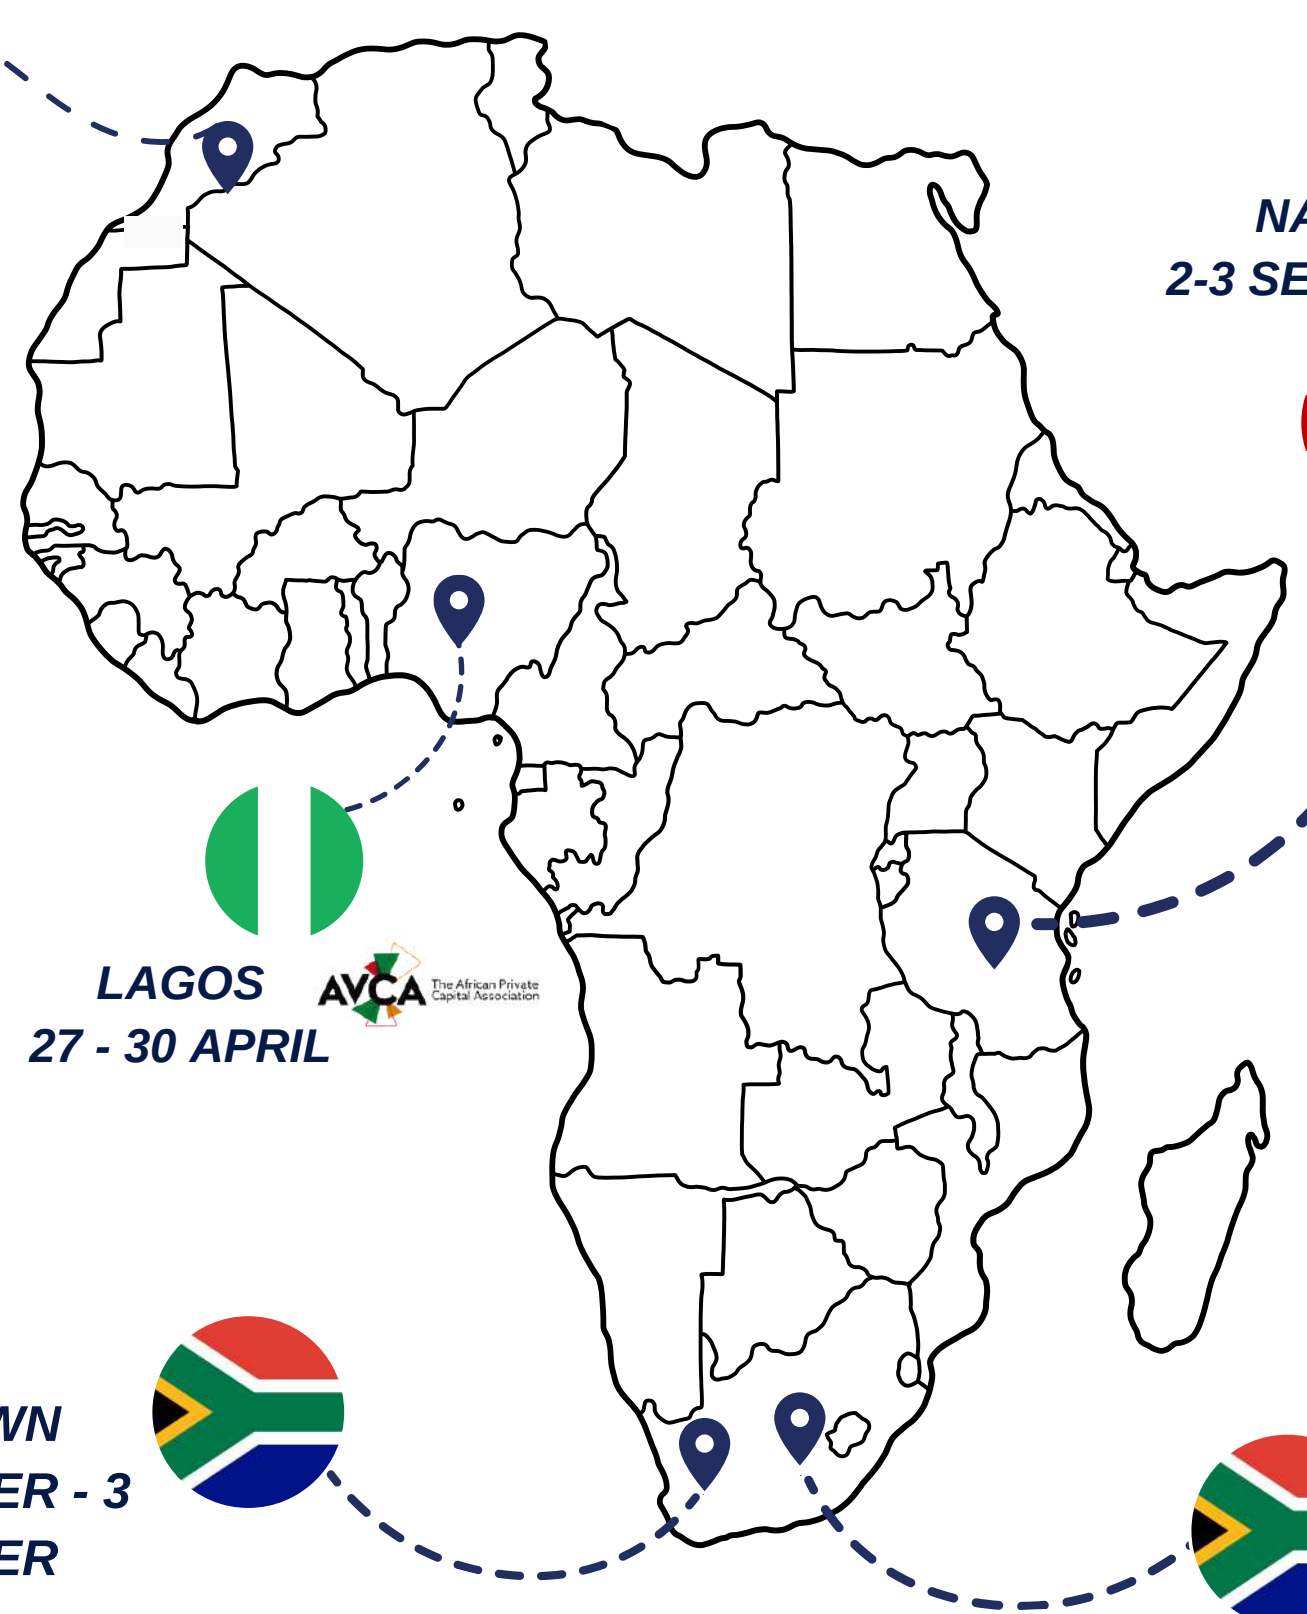 NA
2-3 SE
LAGOS
27 - 30 APRIL
AVCA
The African Private
Capital Association
WN
ER - 3
ER